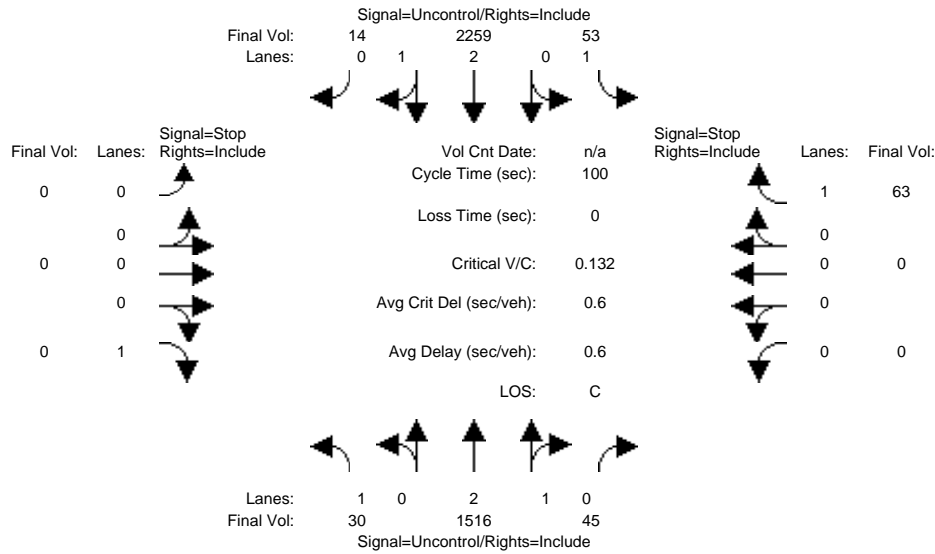 Signal=Uncontrol/Rights=Include
Final Vol: 14 2259 53
Lanes: 0 1 2 0 1
Signal=Stop Signal=Stop
Final Vol: Lanes: Rights=Include Vol Cnt Date: n/a Rights=Include Lanes: Final Vol:
Cycle Time (sec): 100
0 0 1 63
Loss Time (sec): 0
0 0
0 0 Critical V/C: 0.132 0 0
0 Avg Crit Del (sec/veh): 0.6 0
0 1 Avg Delay (sec/veh): 0.6 0 0
LOS: C
Lanes: 1 0 2 1 0
Final Vol: 30 1516 45
Signal=Uncontrol/Rights=Include